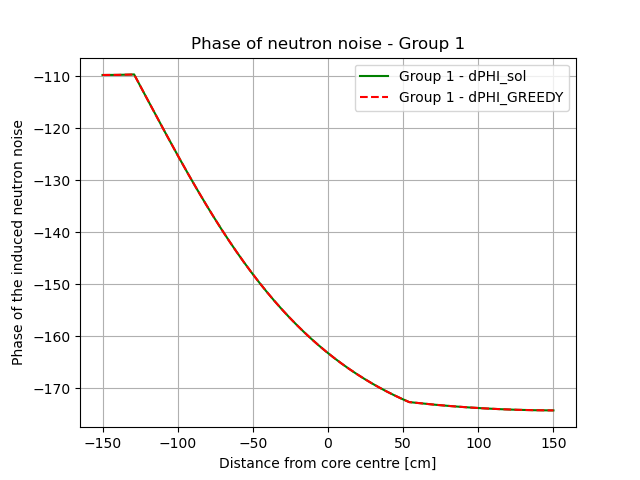 Phase of neutron noise - Group 1
Group 1 - dPHI_sol
Group 1 - dPHI_GREEDY
Phase of the induced neutron noise
−110
−120
−130
−140
−150
−160
−170
−150
−100
−50
0
50
100
150
Distance from core centre [cm]